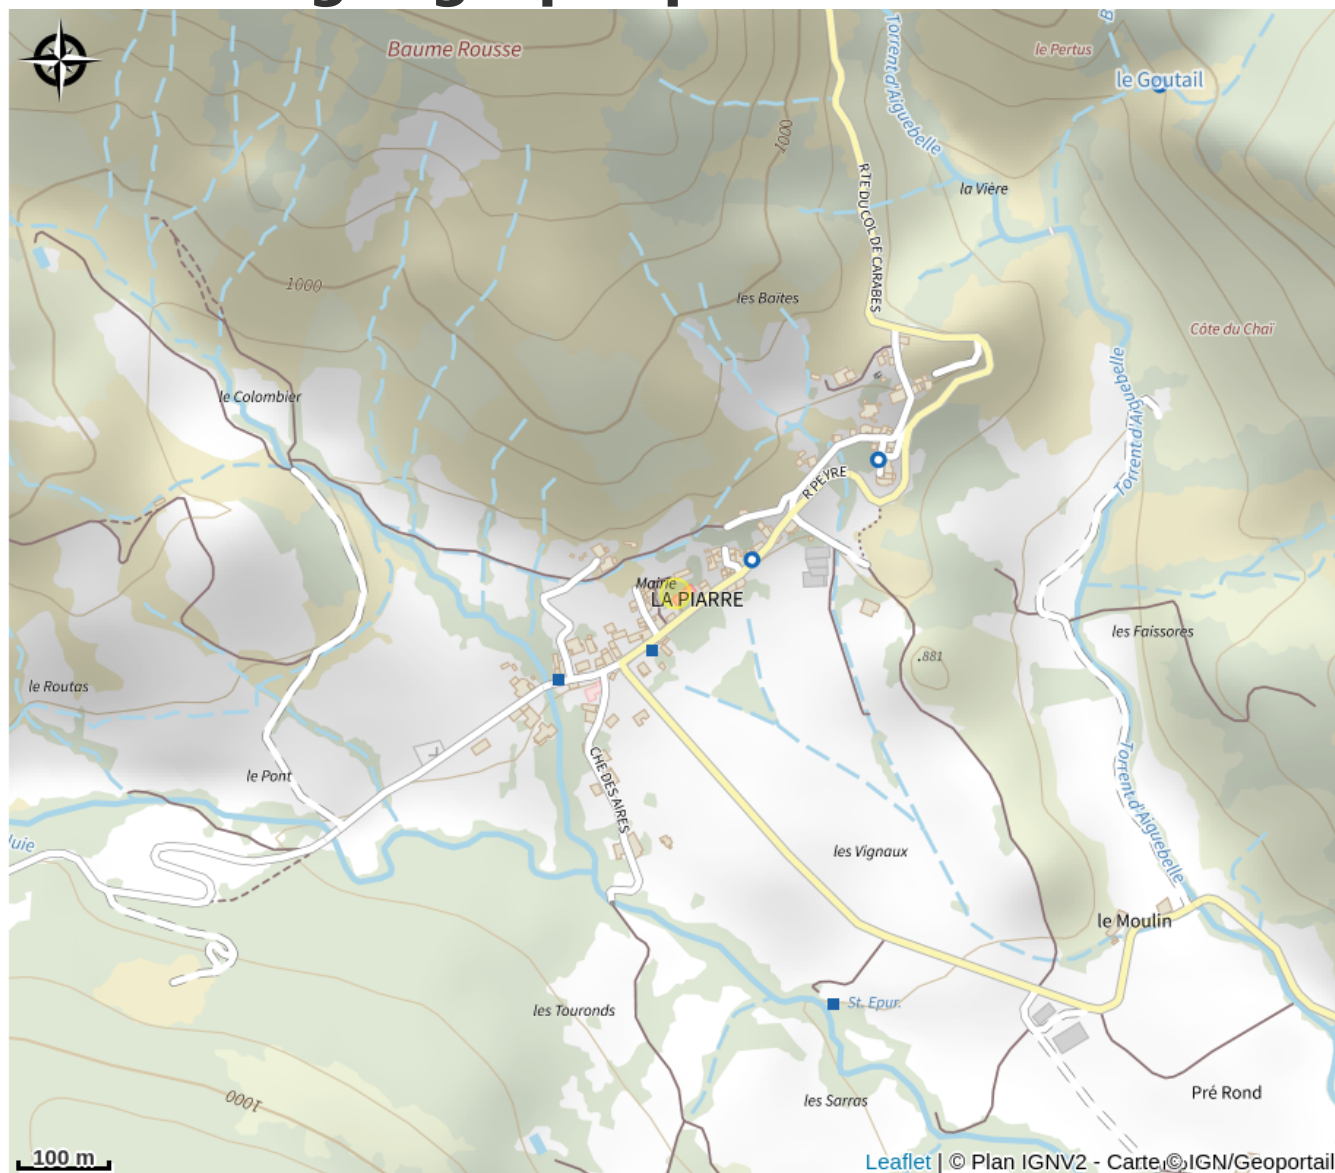 Baume Rousse
le Pertus
B
le Goutail
Torrent d'Aiguebelle
1000
la Vière
RTE DU COL DE CARABES
1000
les Baïtes
Côte du Chaï
Torrent d'Aiguebelle
le Colombier
R PEYRE
Mairie
LA PIARRE
les Faissores
.881
le Routas
CHE DES AIRES
le Pont
Torrent d'Aiguebelle
uie
les Vignaux
le Moulin
St. Epur.
les Touronds
Pré Rond
les Sarras
1000
100 m
Leaflet | © Plan IGNV2 - Carte © IGN/Geoportail